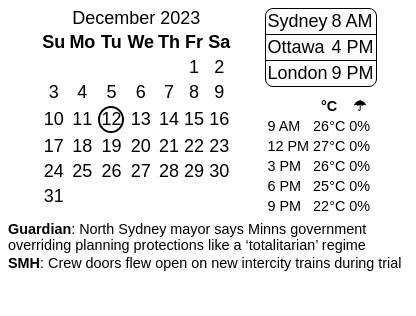 December 2023
Su Mo Tu We Th Fr Sa
1 2
3 4 5 6 7 8 9
10 11 12 13 14 15 16
17 18 19 20 21 22 23
24 25 26 27 28 29 30
31
Sydney 8 AM
Ottawa 4 PM
London 9 PM
°C ☂
9 AM 26°C 0%
12 PM 27°C 0%
3 PM 26°C 0%
6 PM 25°C 0%
9 PM 22°C 0%
Guardian: North Sydney mayor says Minns government
overriding planning protections like a ‘totalitarian’ regime
SMH: Crew doors flew open on new intercity trains during trial